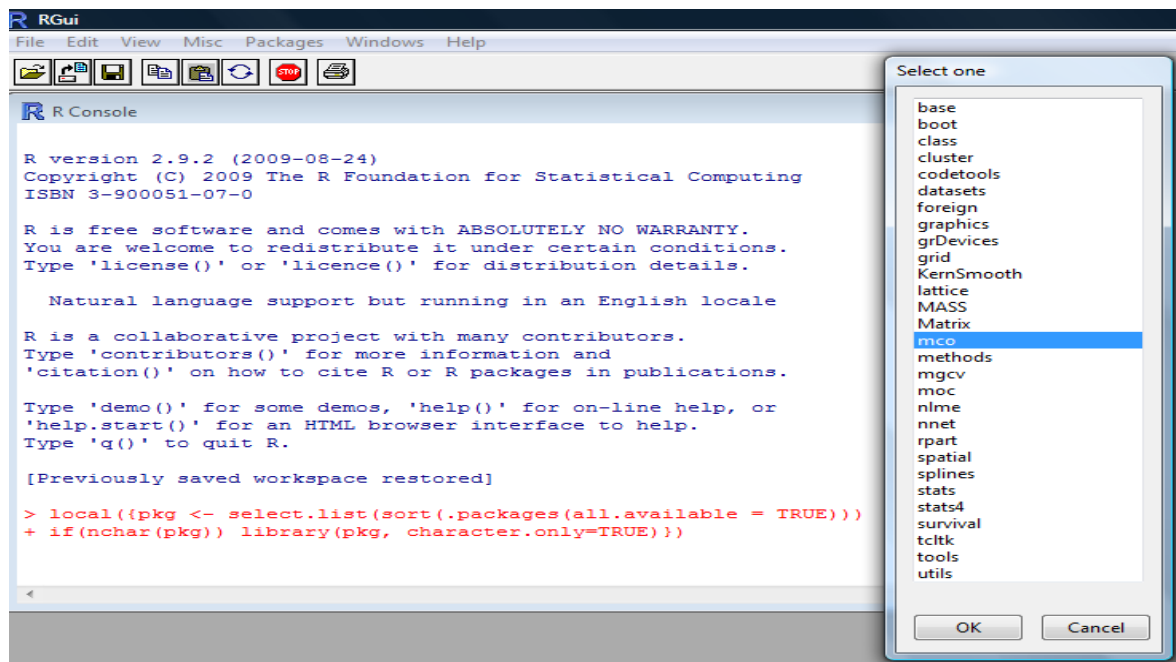 RGui
File Edit View Misc Packages Windows Help
STOP
R Console
R version 2.9.2 (2009-08-24)
Copyright (C) 2009 The R Foundation for Statistical Computing
ISBN 3-900051-07-0
R is free software and comes with ABSOLUTELY NO WARRANTY.
You are welcome to redistribute it under certain conditions.
Type 'license()' or 'licence()' for distribution details.
Natural language support but running in an English locale
R is a collaborative project with many contributors.
Type 'contributors()' for more information and
'citation()' on how to cite R or R packages in publications.
Type 'demo()' for some demos, 'help()' for on-line help, or
'help.start()' for an HTML browser interface to help.
Type 'q()' to quit R.
[Previously saved workspace restored]
> local({pkg <- select.list(sort(.packages(all.available = TRUE)))
+ if(nchar(pkg)) library(pkg, character.only=TRUE)})
Select one
base
boot
class
cluster
codetools
datasets
foreign
graphics
grDevices
grid
KernSmooth
lattice
MASS
Matrix
mco
methods
mgcv
moc
nlme
nnet
rpart
spatial
splines
stats
stats4
survival
tcltk
tools
utils
OK Cancel